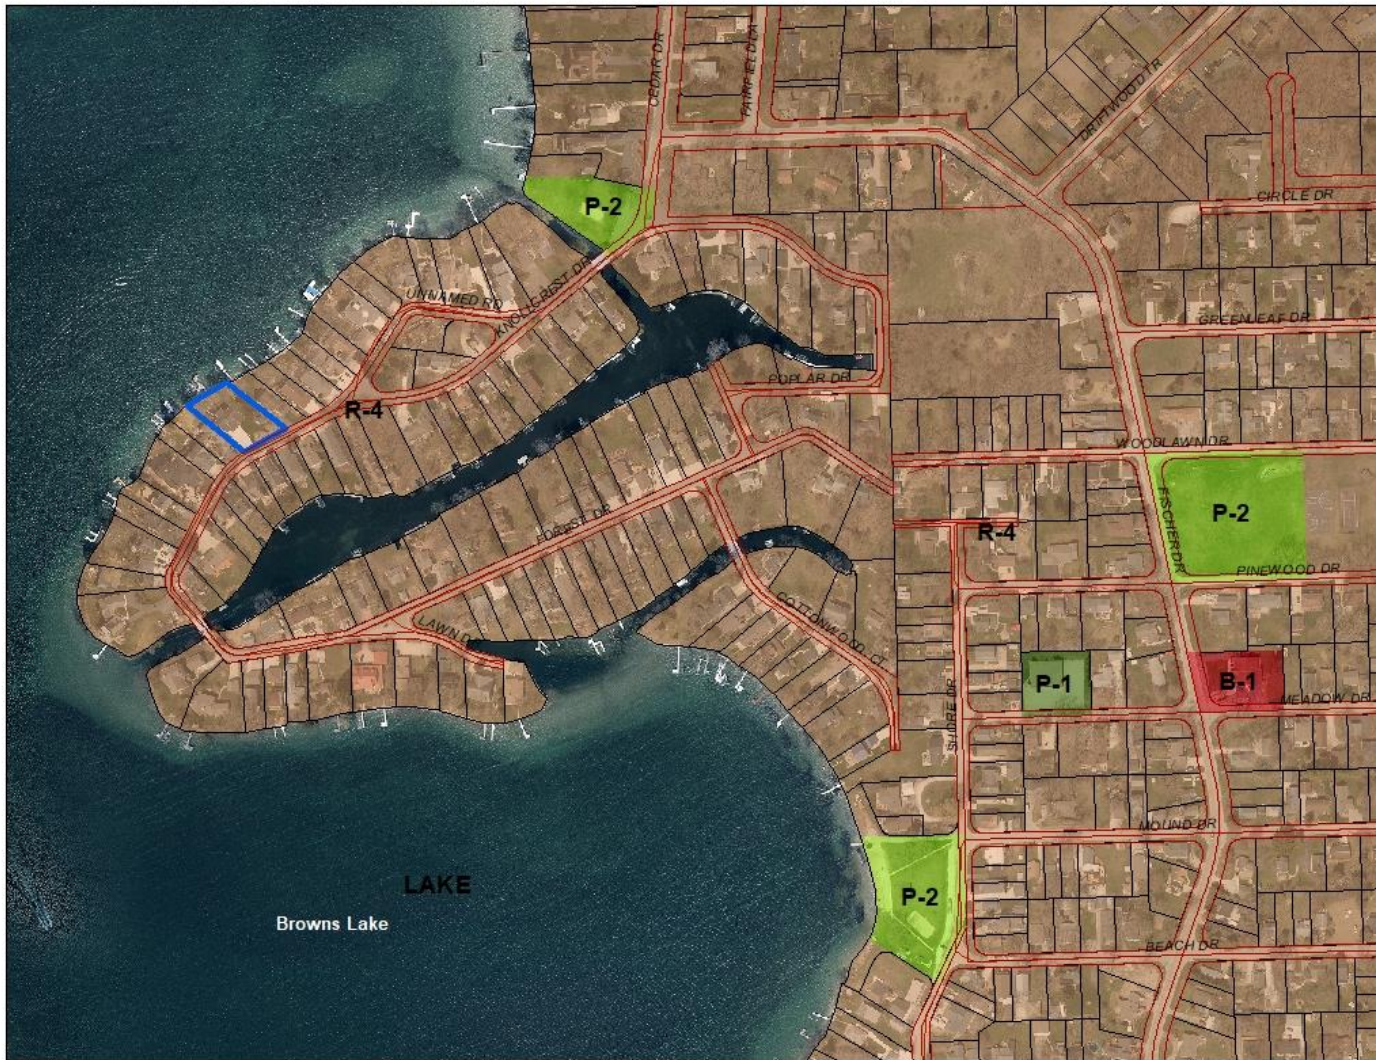 CEDAR DR
FAIRFIELD LA
DRIFTWOOD TR
CIRCLE DR
P-2
UNNAMED RD
KNOLLCREST DR
GREENLEAF DR
POPLAR DR
R-4
WOODLAWN DR
FISCHER DR
P-2
FOREST DR
R-4
PINEWOOD DR
COTTONWOOD CT
LAWN D
P-1
B-1
MEADOW DR
SHORE DR
MOUND DR
LAKE
P-2
Browns Lake
BEACH DR